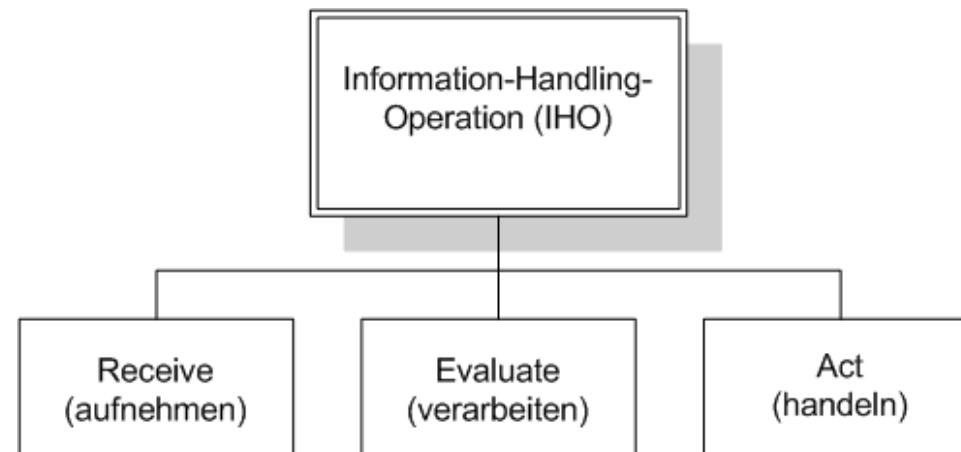 Information-Handling-
Operation (IHO)
Receive
(aufnehmen)
Evaluate
(verarbeiten)
Act
(handeln)